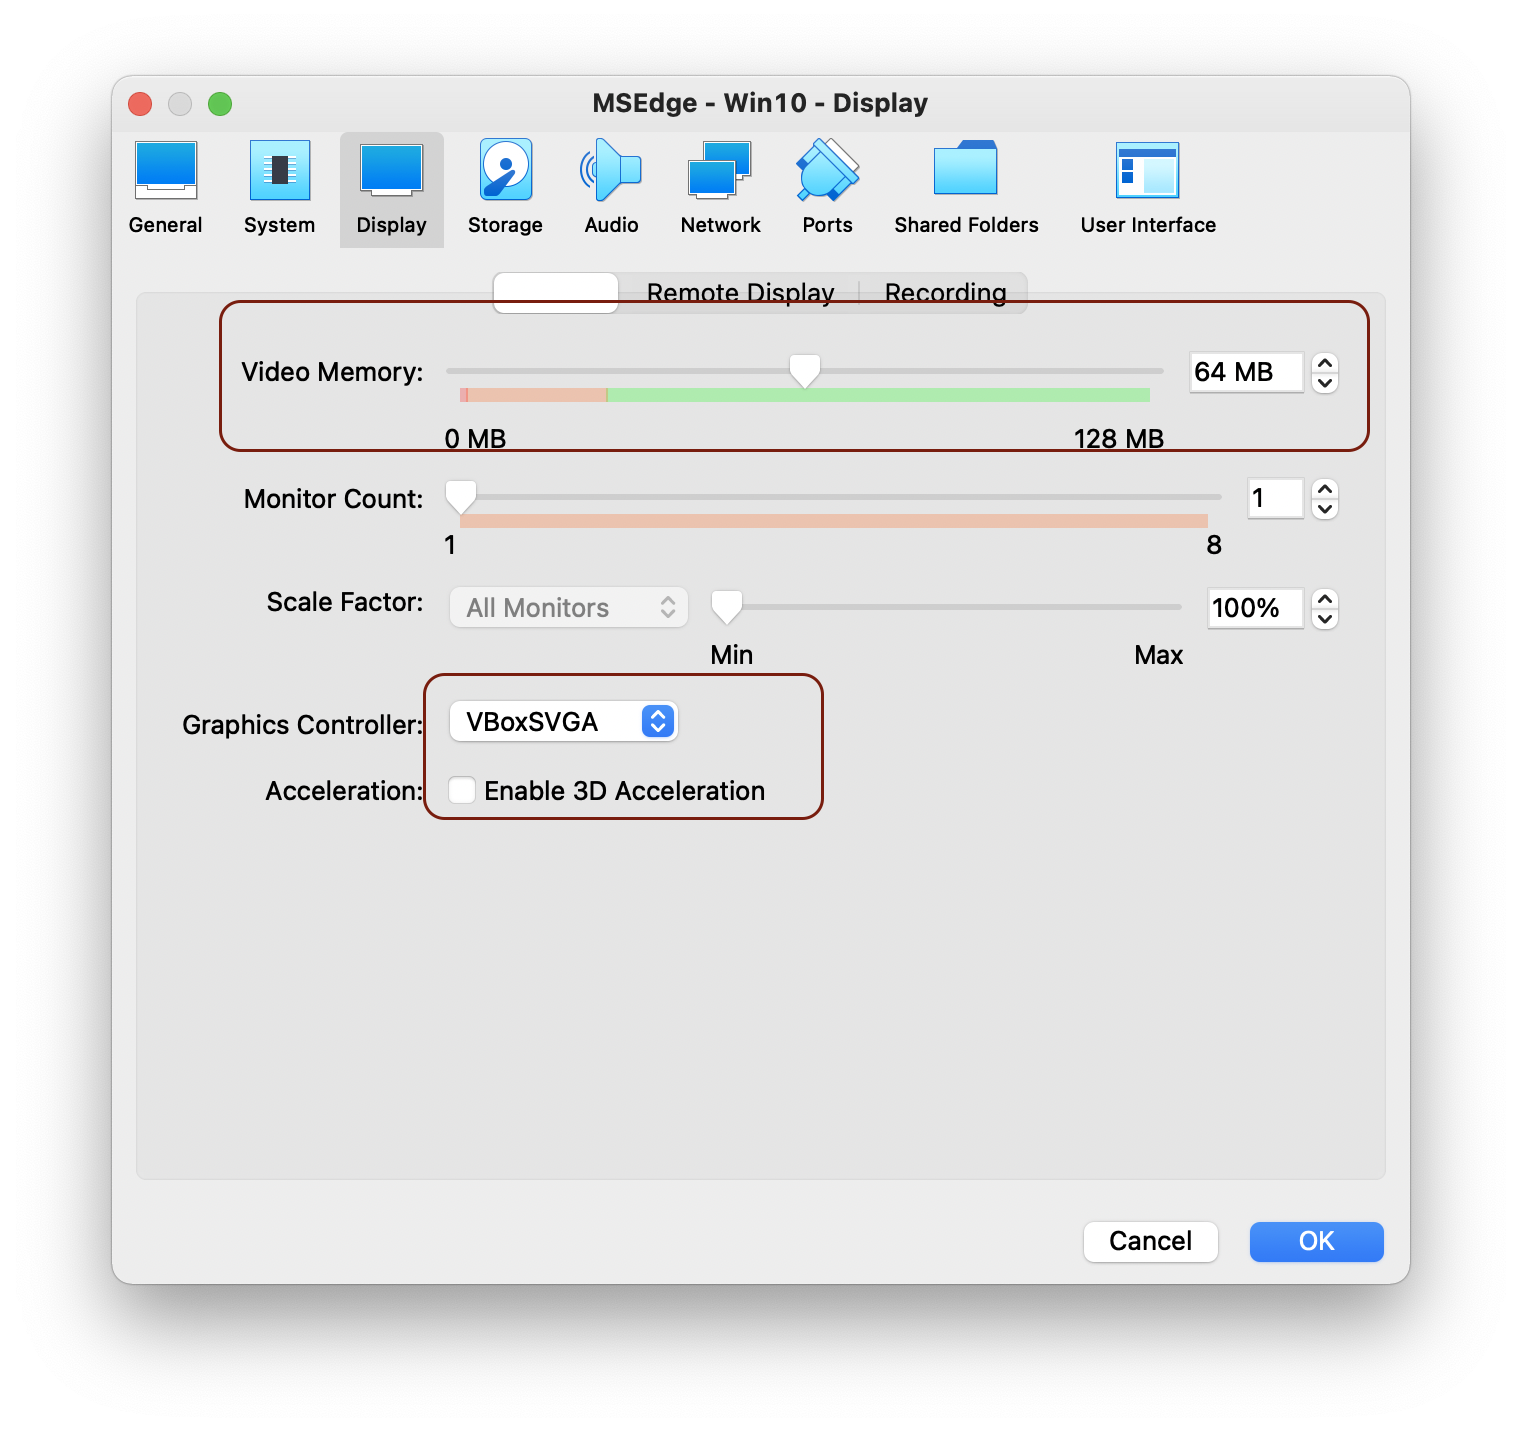 MSEdge - Win10 - Display
General System Display Storage Audio Network Ports Shared Folders User Interface
Remote Display Recording
Video Memory: 64 MB
0 MB 128 MB
Monitor Count: 1
1 8
Scale Factor: All Monitors 100%
Min Max
Graphics Controller: VBoxSVGA
Acceleration: Enable 3D Acceleration
Cancel OK